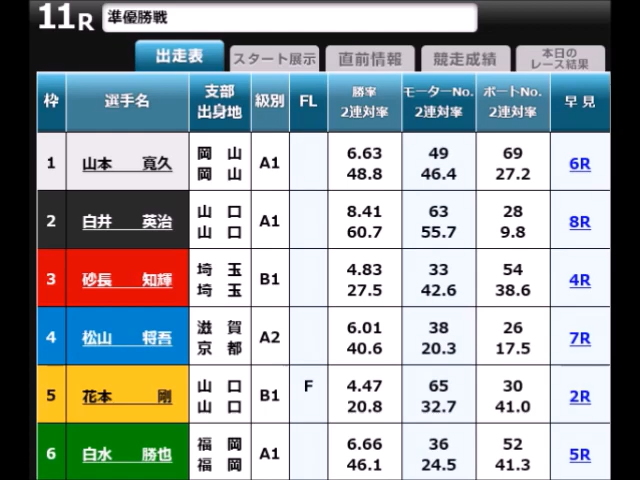 11R 準優勝戦
出走表 スタート展示 直前情報 競走成績 本日の
レース結果
枠 選手名 支部 級別 FL 勝率 モーターNo. ボートNo. 早見
出身地 2連対率 2連対率 2連対率
1 山本 寛久 岡山 A1 6.63 49 69 6R
岡山 48.8 46.4 27.2
2 白井 英治 山口 A1 8.41 63 28 8R
山口 60.7 55.7 9.8
3 砂長 知輝 埼玉 B1 4.83 33 54 4R
埼玉 27.5 42.6 38.6
4 松山 将吾 滋賀 A2 6.01 38 26 7R
京都 40.6 20.3 17.5
5 花本 剛 山口 B1 F 4.47 65 30 2R
山口 20.8 32.7 41.0
6 白水 勝也 福岡 A1 6.66 36 52 5R
福岡 46.1 24.5 41.3